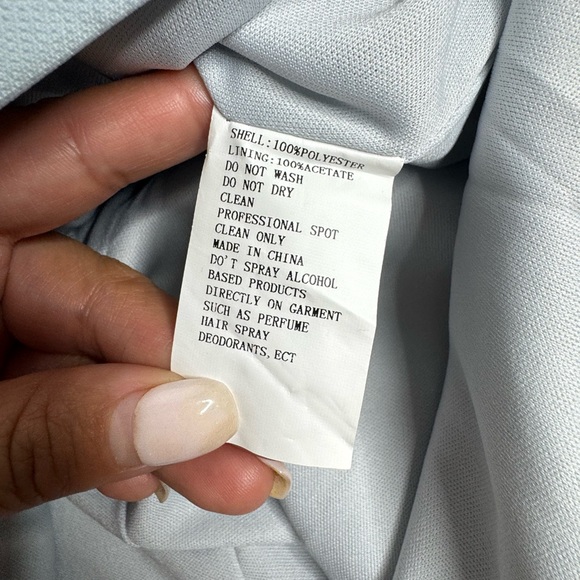 SHELL:100%POLYESTER
LINING:100%ACETATE
DO NOT WASH
DO NOT DRY
CLEAN
PROFESSIONAL SPOT
CLEAN ONLY
MADE IN CHINA
DO'T SPRAY ALCOHOL
BASED PRODUCTS
DIRECTLY ON GARMENT
SUCH AS PERFUME
HAIR SPRAY
DEODORANTS,ECT